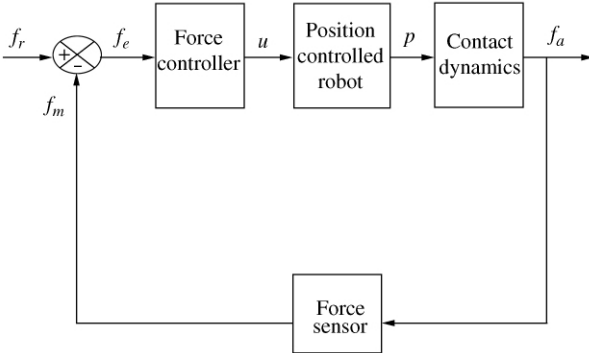 f_r
+
−
f_e
Force
controller
u
Position
controlled
robot
p
Contact
dynamics
f_a
f_m
Force
sensor